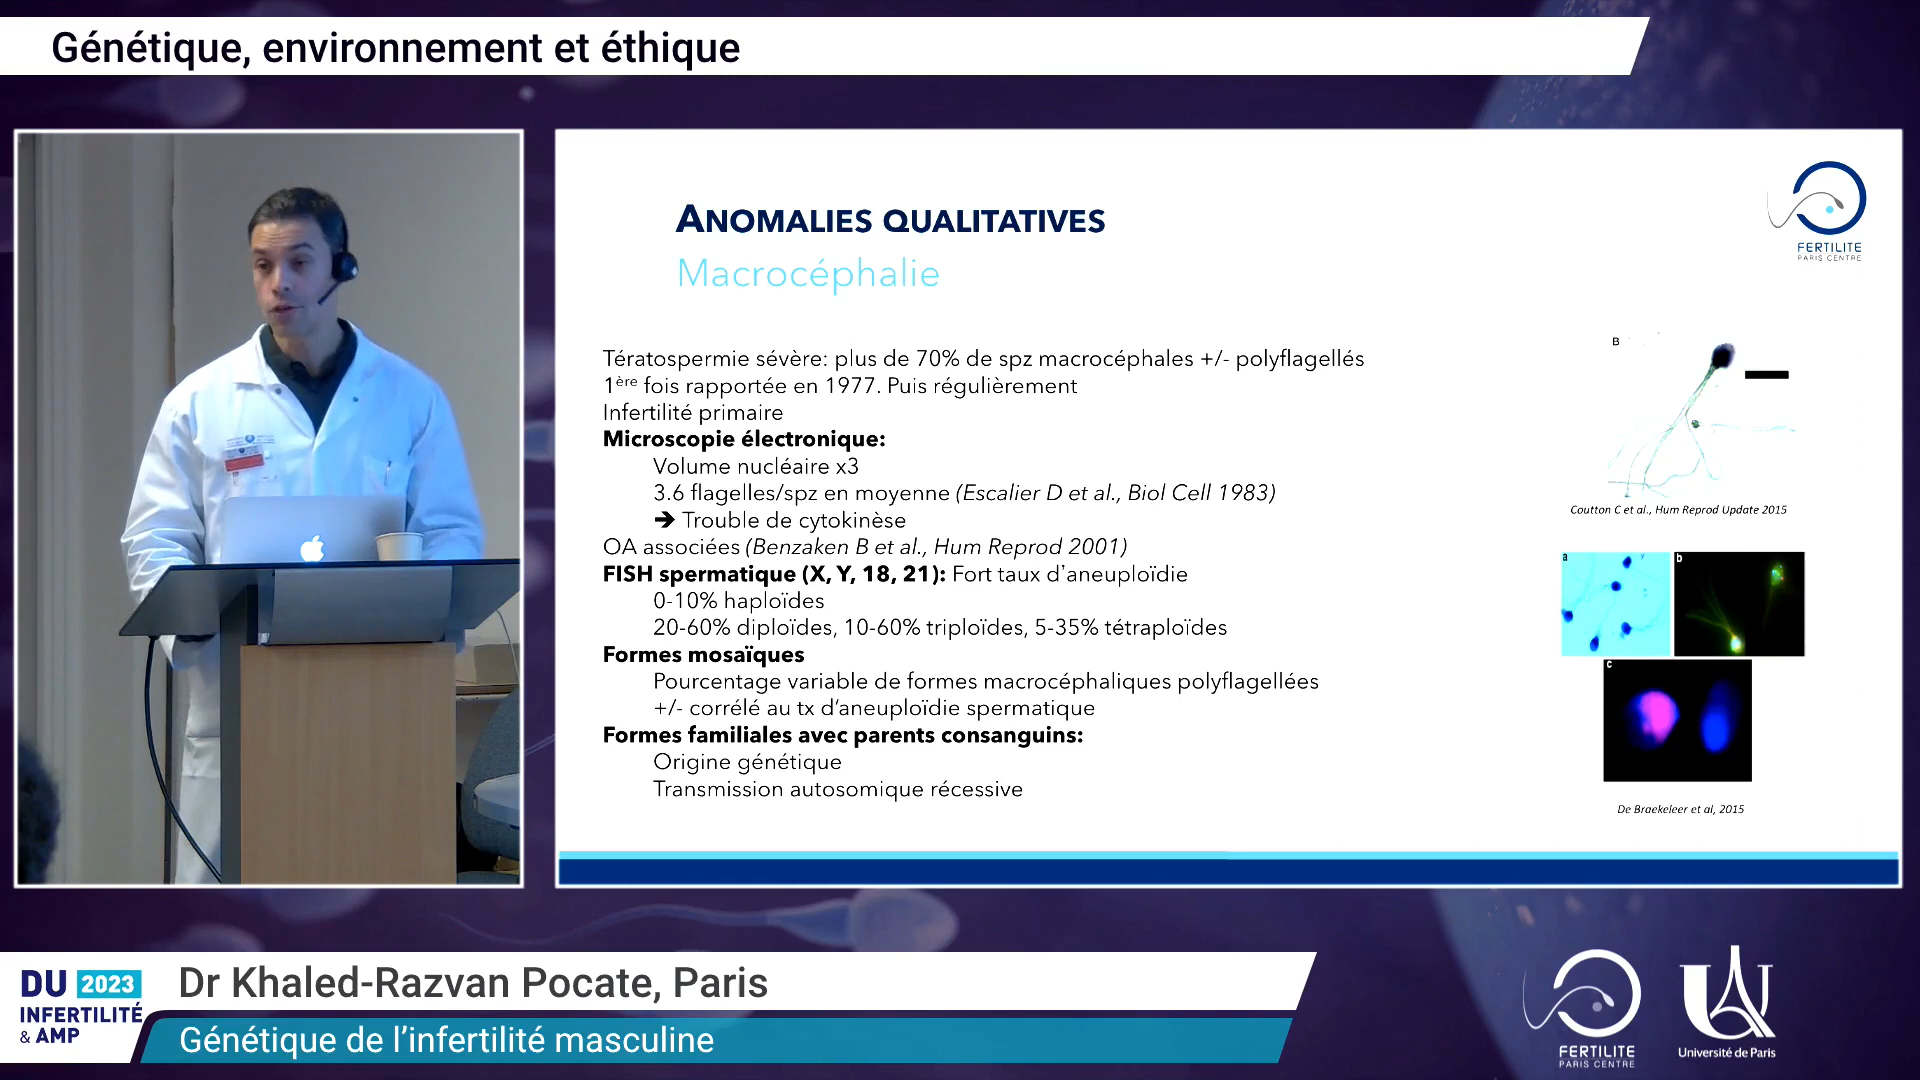 Génétique, environnement et éthique
ANOMALIES QUALITATIVES
Macrocéphalie
FERTILITE
PARIS CENTRE
Tératospermie sévère: plus de 70% de spz macrocéphales +/- polyflagellés
1ère fois rapportée en 1977. Puis régulièrement
Infertilité primaire
Microscopie électronique:
Volume nucléaire x3
3.6 flagelles/spz en moyenne (Escalier D et al., Biol Cell 1983)
➔ Trouble de cytokinèse
OA associées (Benzaken B et al., Hum Reprod 2001)
FISH spermatique (X, Y, 18, 21): Fort taux d'aneuploïdie
0-10% haploïdes
20-60% diploïdes, 10-60% triploïdes, 5-35% tétraploïdes
Formes mosaïques
Pourcentage variable de formes macrocéphaliques polyflagellées
+/- corrélé au tx d'aneuploïdie spermatique
Formes familiales avec parents consanguins:
Origine génétique
Transmission autosomique récessive
B
Coutton C et al., Hum Reprod Update 2015
a
b
c
De Braekeleer et al, 2015
DU 2023
INFERTILITÉ
& AMP
Dr Khaled-Razvan Pocate, Paris
Génétique de l'infertilité masculine
FERTILITE
PARIS CENTRE
Université de Paris